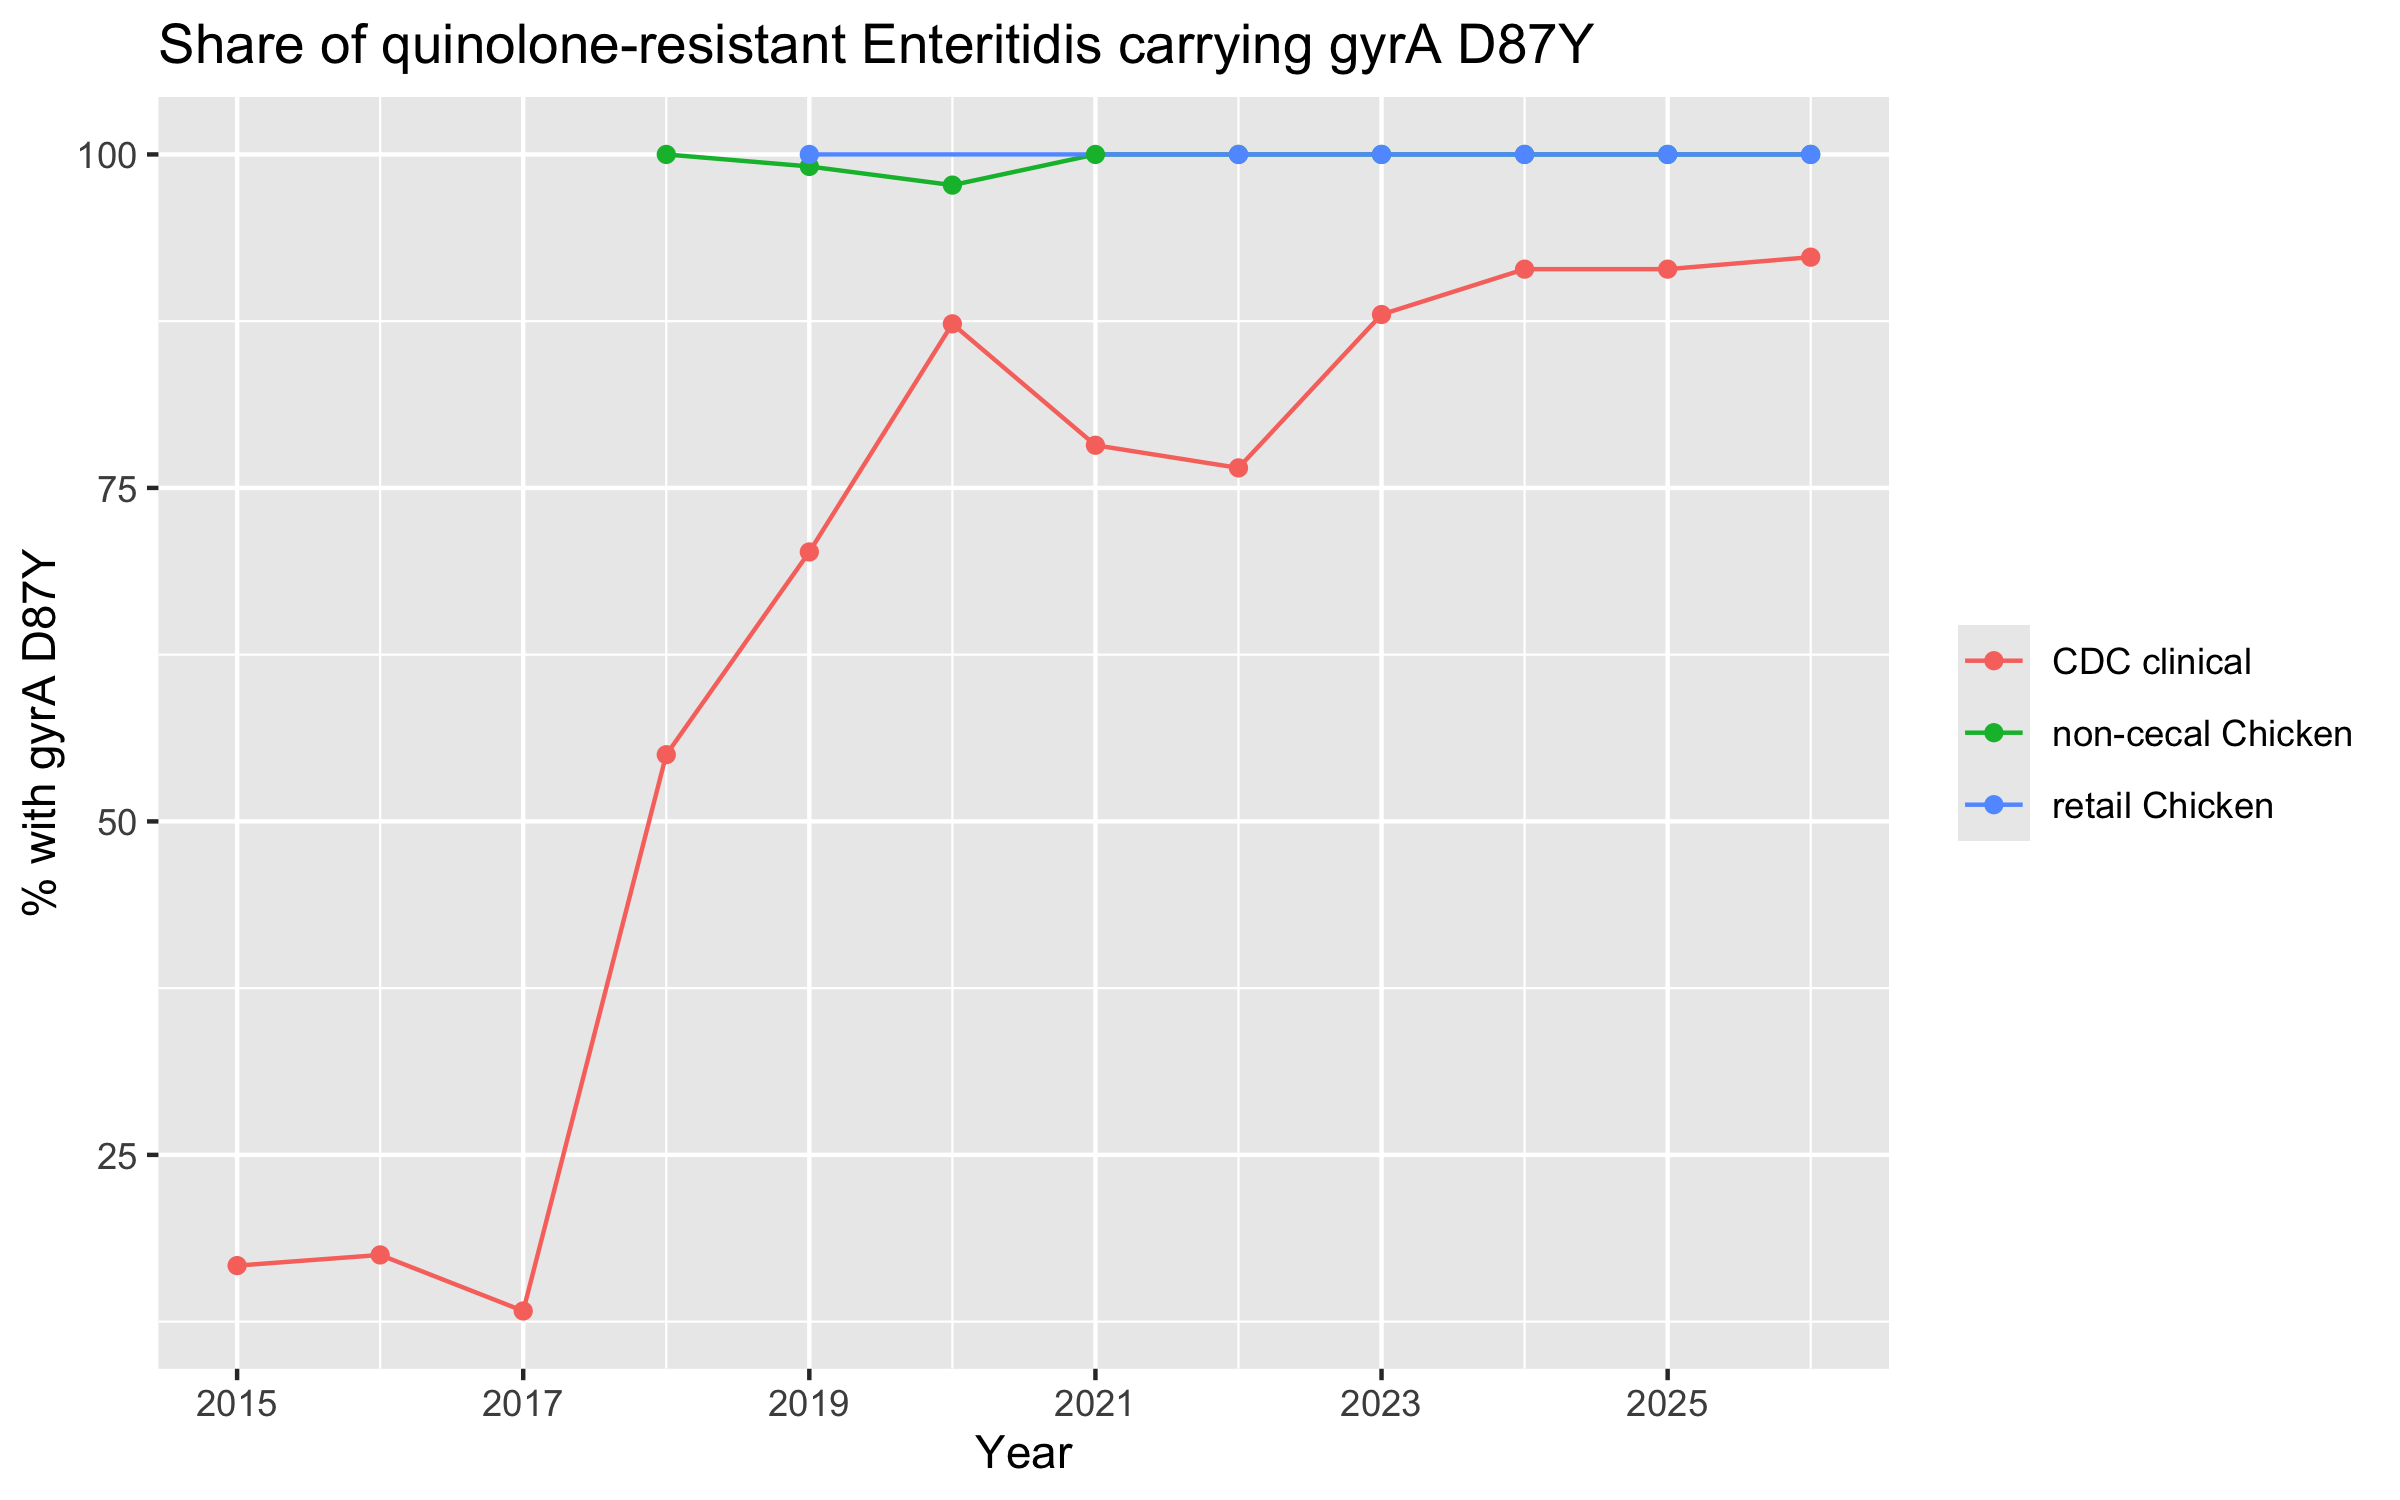 Share of quinolone-resistant Enteritidis carrying gyrA D87Y
% with gyrA D87Y
100
75
50
25
2015 2017 2019 2021 2023 2025
Year
CDC clinical
non-cecal Chicken
retail Chicken